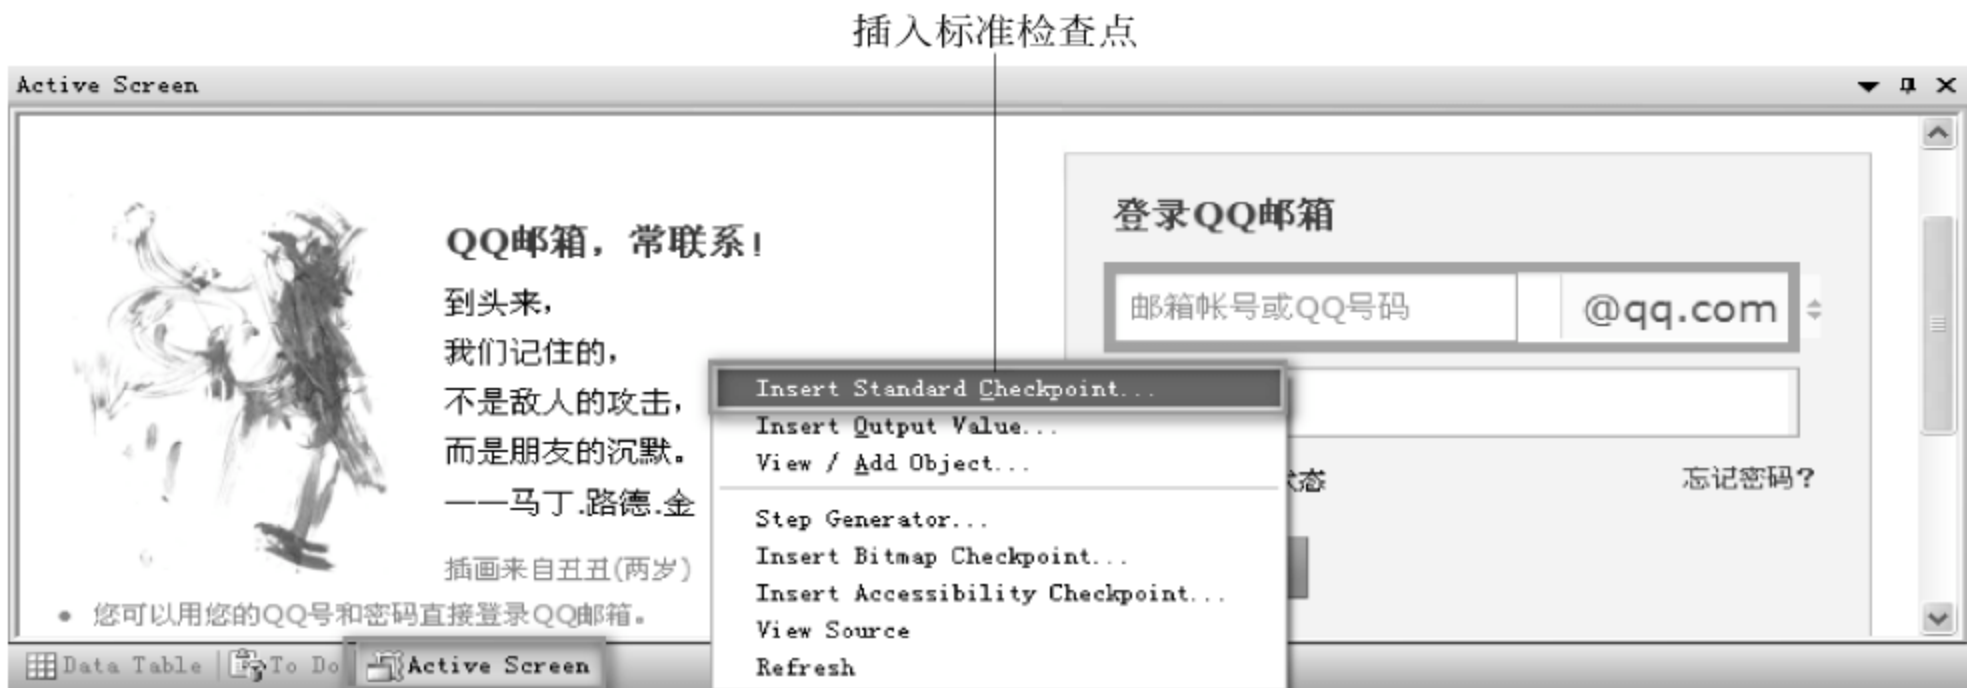 插入标准检查点
Active Screen
QQ邮箱，常联系！
到头来，
我们记住的，
不是敌人的攻击，
而是朋友的沉默。
——马丁.路德.金
插画来自丑丑(两岁)
您可以用您的QQ号和密码直接登录QQ邮箱。
登录QQ邮箱
邮箱帐号或QQ号码 @qq.com
态
忘记密码？
Insert Standard Checkpoint...
Insert Output Value...
View / Add Object...
Step Generator...
Insert Bitmap Checkpoint...
Insert Accessibility Checkpoint...
View Source
Refresh
Data Table To Do Active Screen